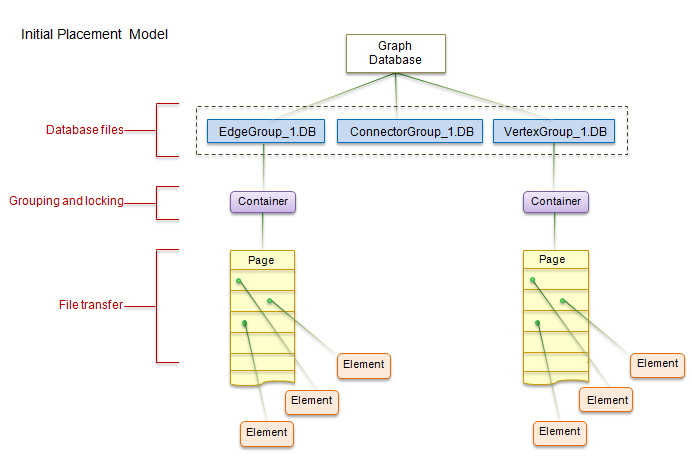 Initial Placement Model
Graph
Database
Database files
EdgeGroup_1.DB
ConnectorGroup_1.DB
VertexGroup_1.DB
Grouping and locking
Container
Container
Page
Page
File transfer
Element
Element
Element
Element
Element
Element